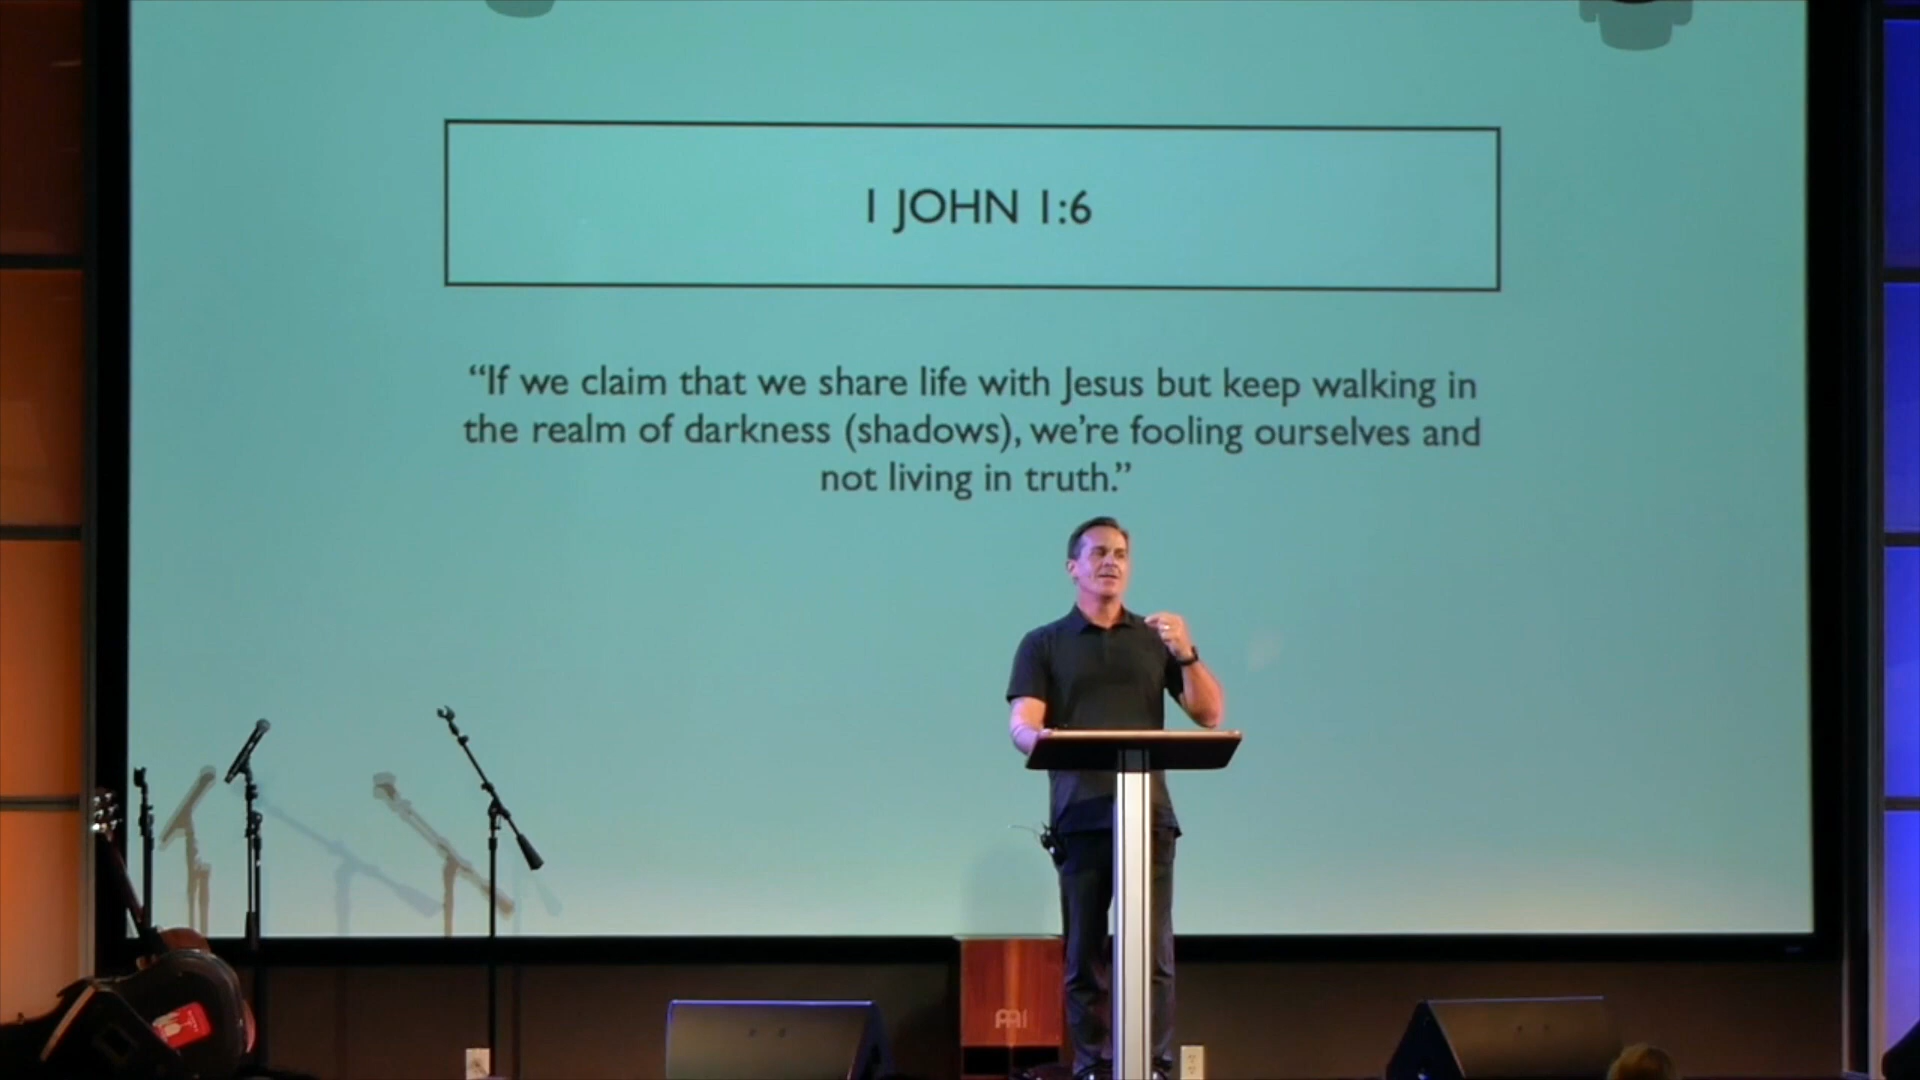 1 JOHN 1:6
“If we claim that we share life with Jesus but keep walking in
the realm of darkness (shadows), we’re fooling ourselves and
not living in truth.”